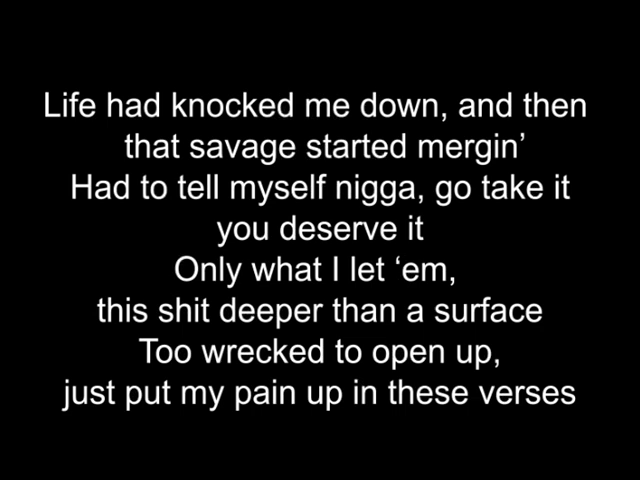 Life had knocked me down, and then
that savage started mergin’
Had to tell myself nigga, go take it
you deserve it
Only what I let ‘em,
this shit deeper than a surface
Too wrecked to open up,
just put my pain up in these verses